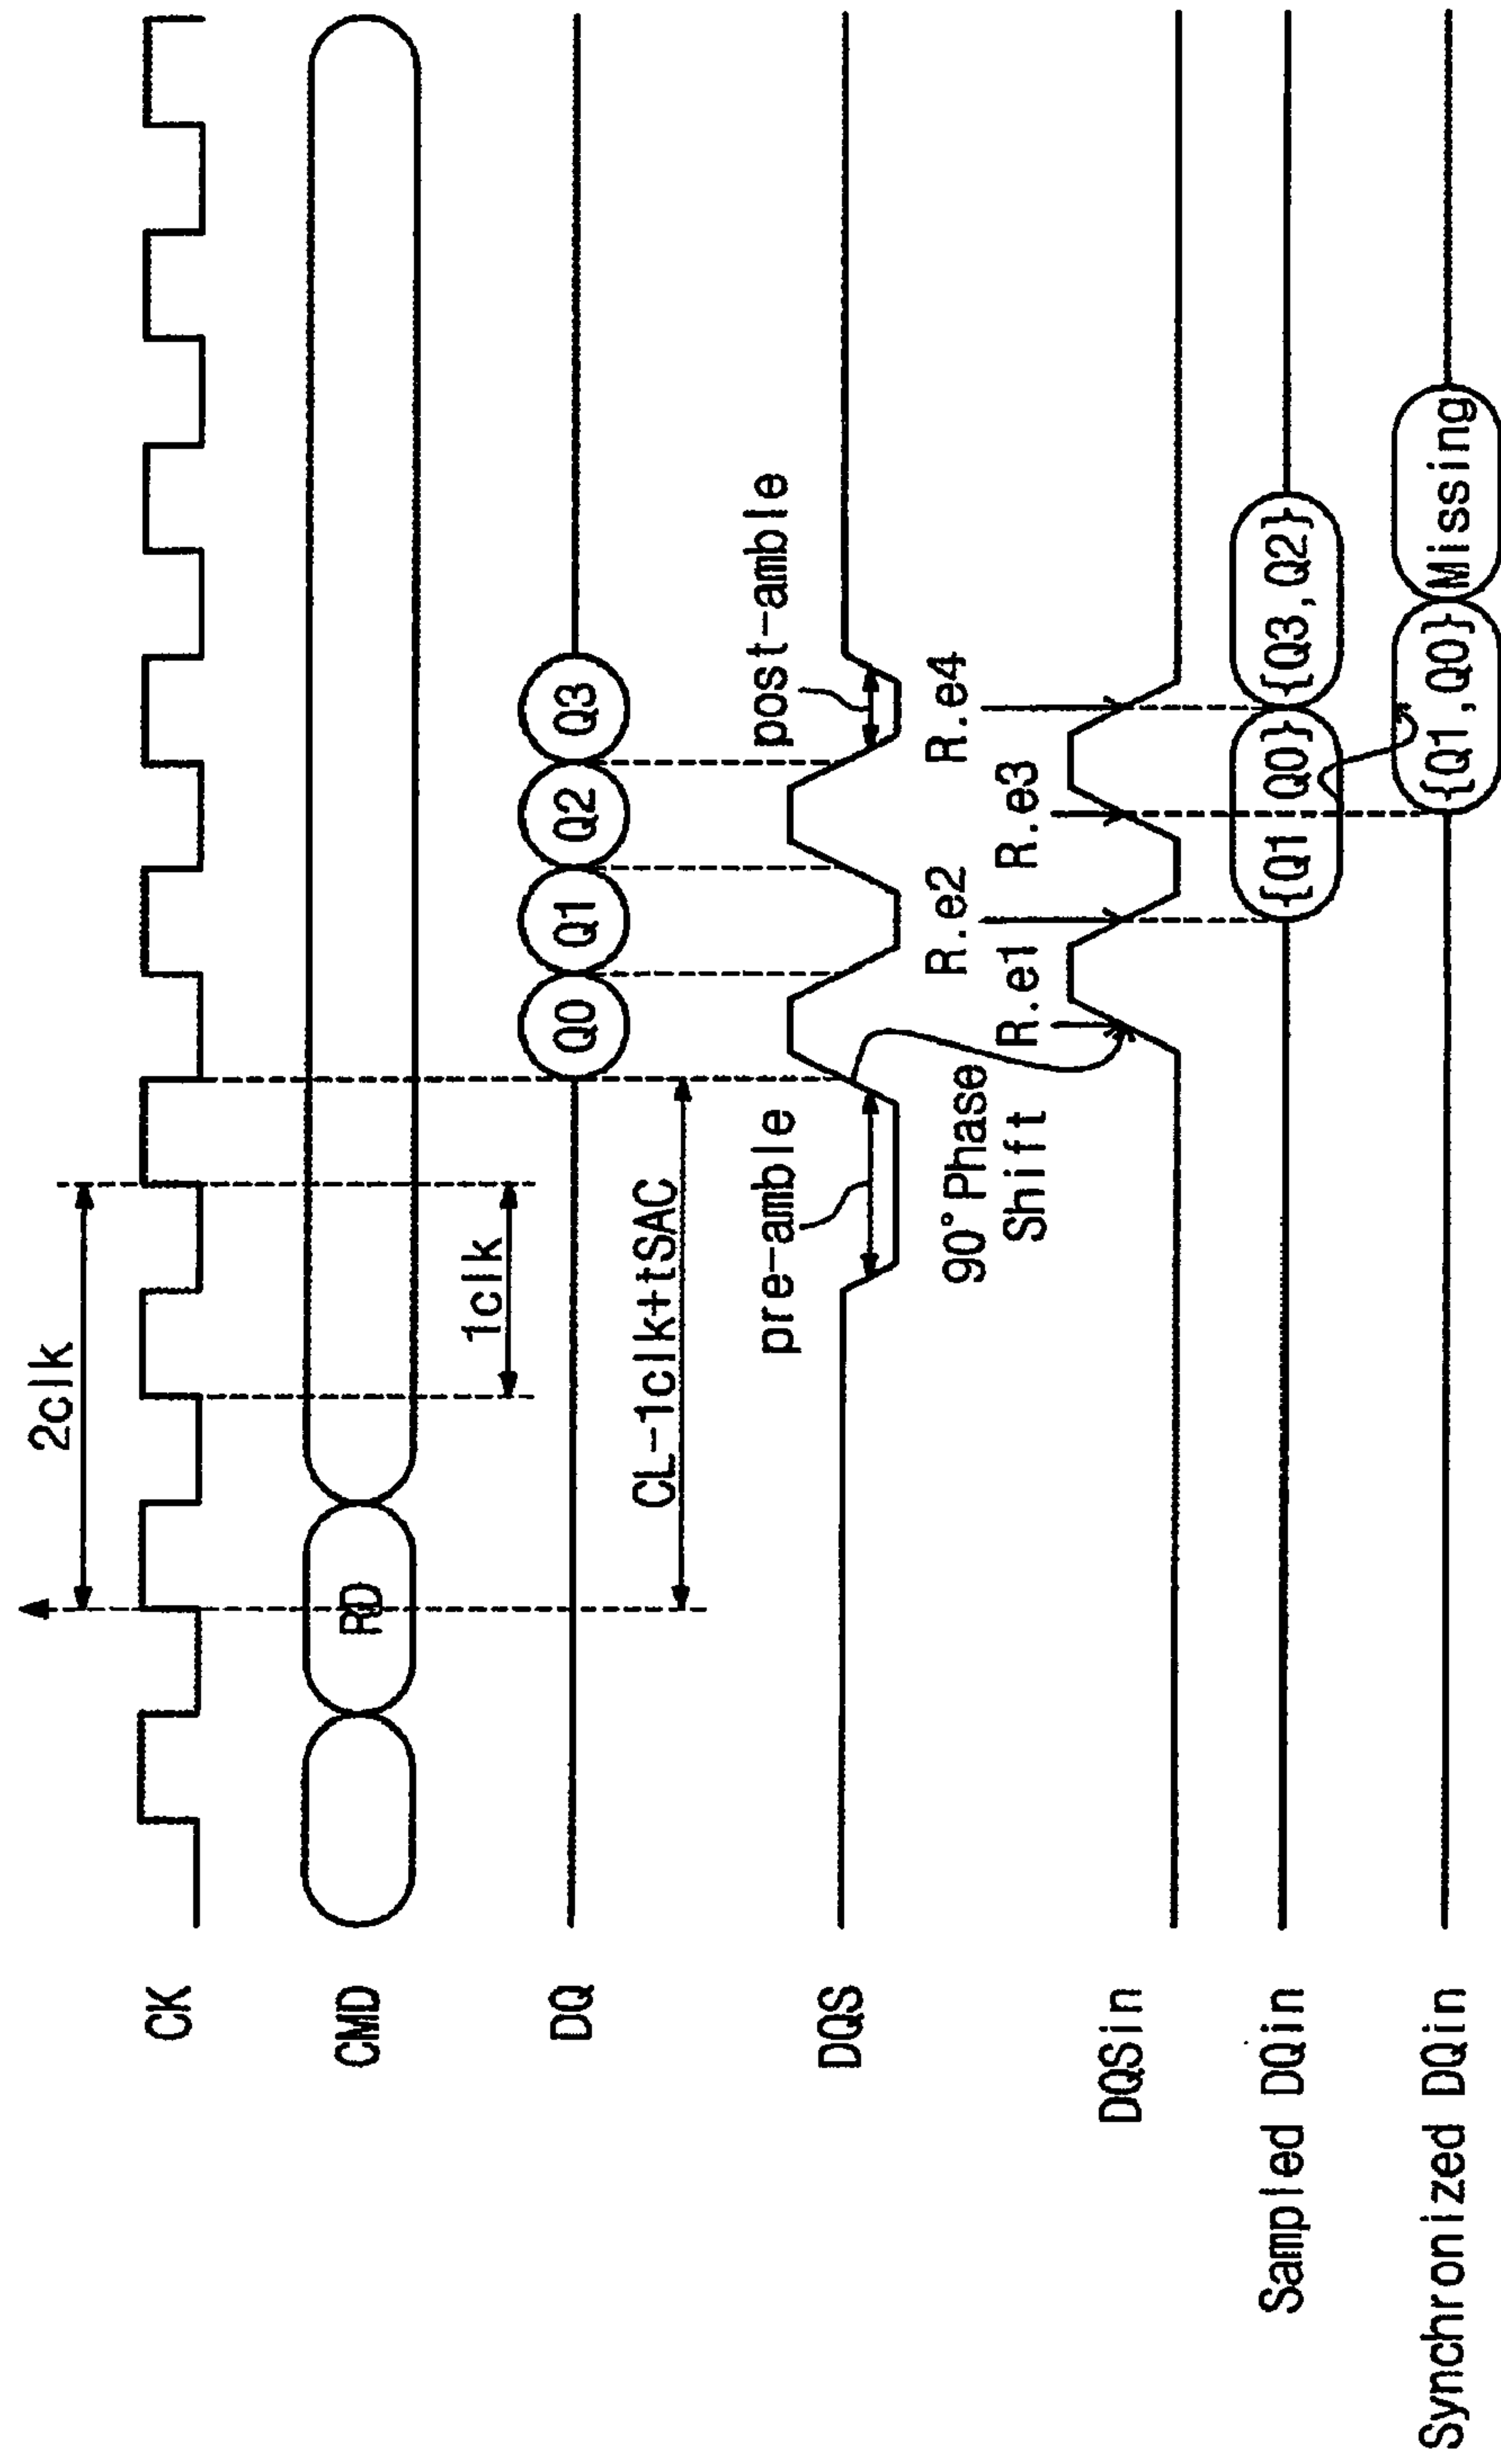 2clk
CK
CMD
RD
1clk
DQ
Q0
Q1
Q2
Q3
CL-1clk+tSAC
DQS
pre-amble
post-amble
90° Phase
Shift
R.e1
R.e2
R.e3
R.e4
DQSin
Sampled DQin
{Q1 Q0}
{Q3,Q2}
Synchronized DQin
{Q1,Q0}
Missing